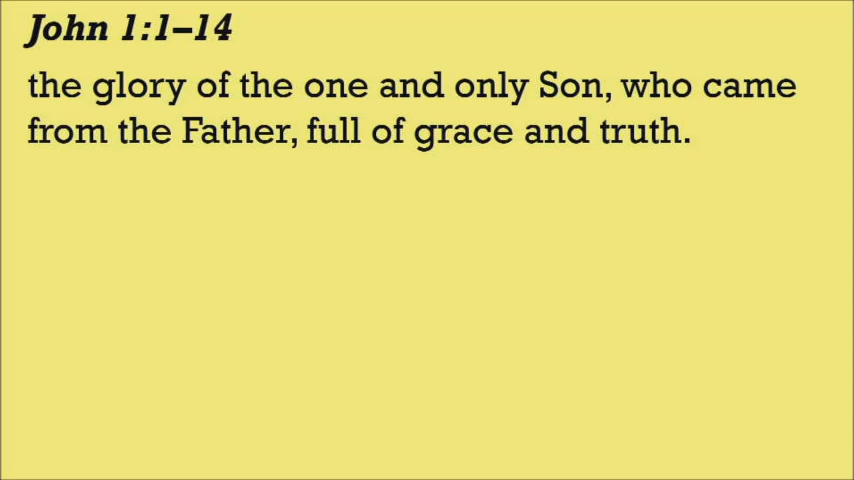 John 1:1–14
the glory of the one and only Son, who came
from the Father, full of grace and truth.